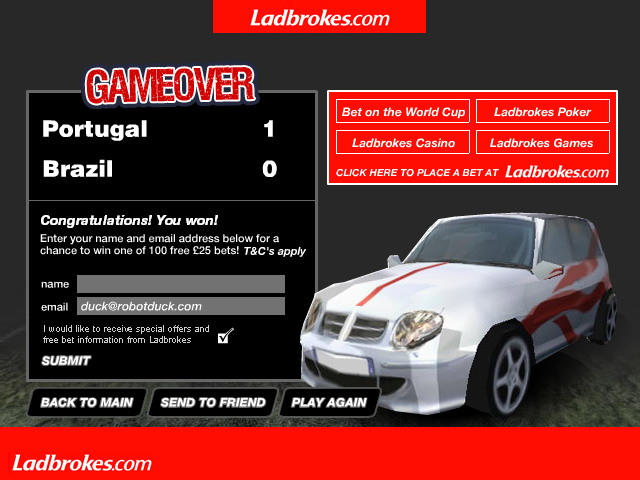 Ladbrokes.com
GAMEOVER
Portugal 1
Brazil 0
Congratulations! You won!
Enter your name and email address below for a
chance to win one of 100 free £25 bets! T&C's apply
name
email duck@robotduck.com
I would like to receive special offers and
free bet information from Ladbrokes
SUBMIT
BACK TO MAIN SEND TO FRIEND PLAY AGAIN
Bet on the World Cup Ladbrokes Poker
Ladbrokes Casino Ladbrokes Games
CLICK HERE TO PLACE A BET AT Ladbrokes.com
Ladbrokes.com